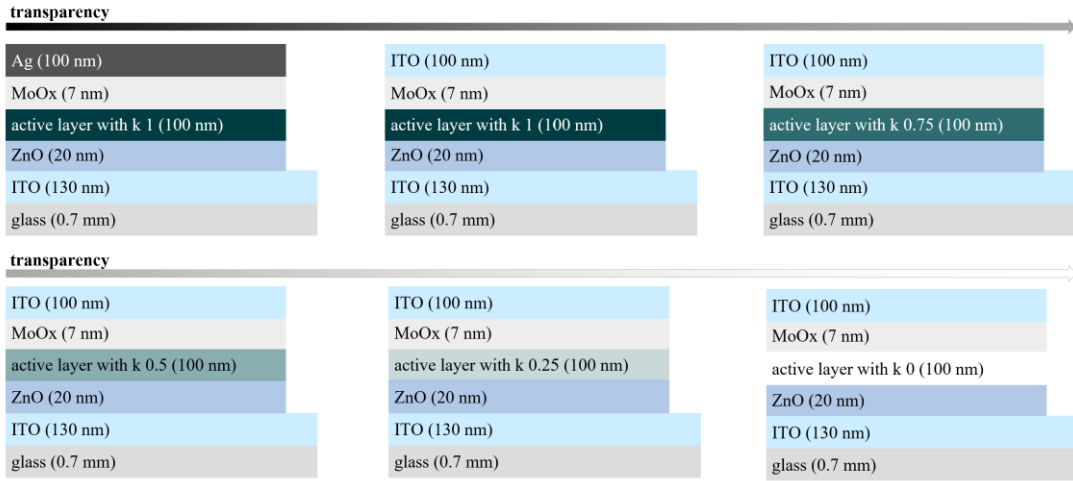 transparency
Ag (100 nm)
MoOx (7 nm)
active layer with k 1 (100 nm)
ZnO (20 nm)
ITO (130 nm)
glass (0.7 mm)
ITO (100 nm)
MoOx (7 nm)
active layer with k 1 (100 nm)
ZnO (20 nm)
ITO (130 nm)
glass (0.7 mm)
ITO (100 nm)
MoOx (7 nm)
active layer with k 0.75 (100 nm)
ZnO (20 nm)
ITO (130 nm)
glass (0.7 mm)
transparency
ITO (100 nm)
MoOx (7 nm)
active layer with k 0.5 (100 nm)
ZnO (20 nm)
ITO (130 nm)
glass (0.7 mm)
ITO (100 nm)
MoOx (7 nm)
active layer with k 0.25 (100 nm)
ZnO (20 nm)
ITO (130 nm)
glass (0.7 mm)
ITO (100 nm)
MoOx (7 nm)
active layer with k 0 (100 nm)
ZnO (20 nm)
ITO (130 nm)
glass (0.7 mm)